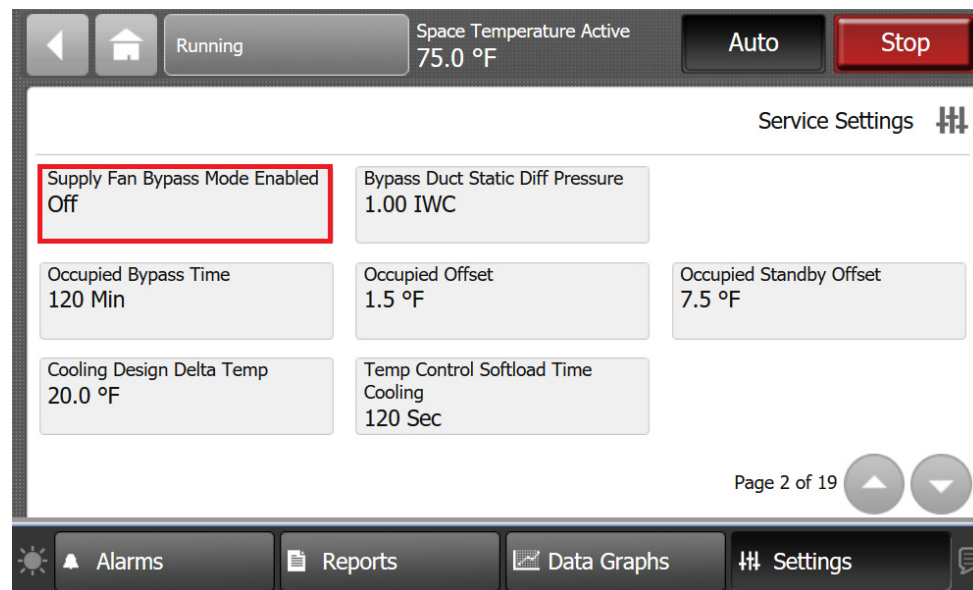 Running
Space Temperature Active
75.0 °F
Auto
Stop
Service Settings
Supply Fan Bypass Mode Enabled
Off
Bypass Duct Static Diff Pressure
1.00 IWC
Occupied Bypass Time
120 Min
Occupied Offset
1.5 °F
Occupied Standby Offset
7.5 °F
Cooling Design Delta Temp
20.0 °F
Temp Control Softload Time
Cooling
120 Sec
Page 2 of 19
Alarms
Reports
Data Graphs
Settings